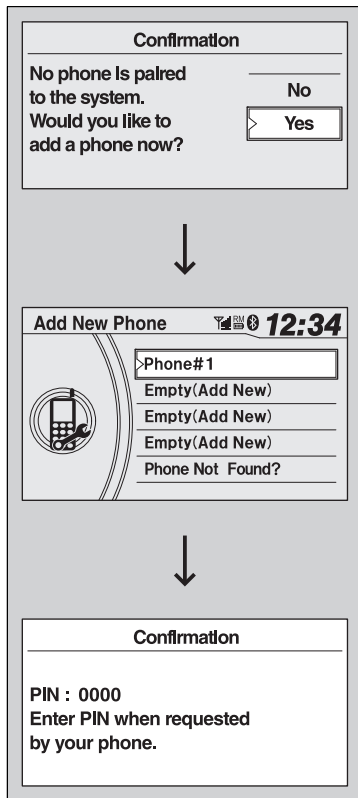 Confirmation
No phone is paired
to the system.
Would you like to
add a phone now?
No
Yes
Add New Phone
RM
12:34
Phone#1
Empty(Add New)
Empty(Add New)
Empty(Add New)
Phone Not Found?
Confirmation
PIN : 0000
Enter PIN when requested
by your phone.